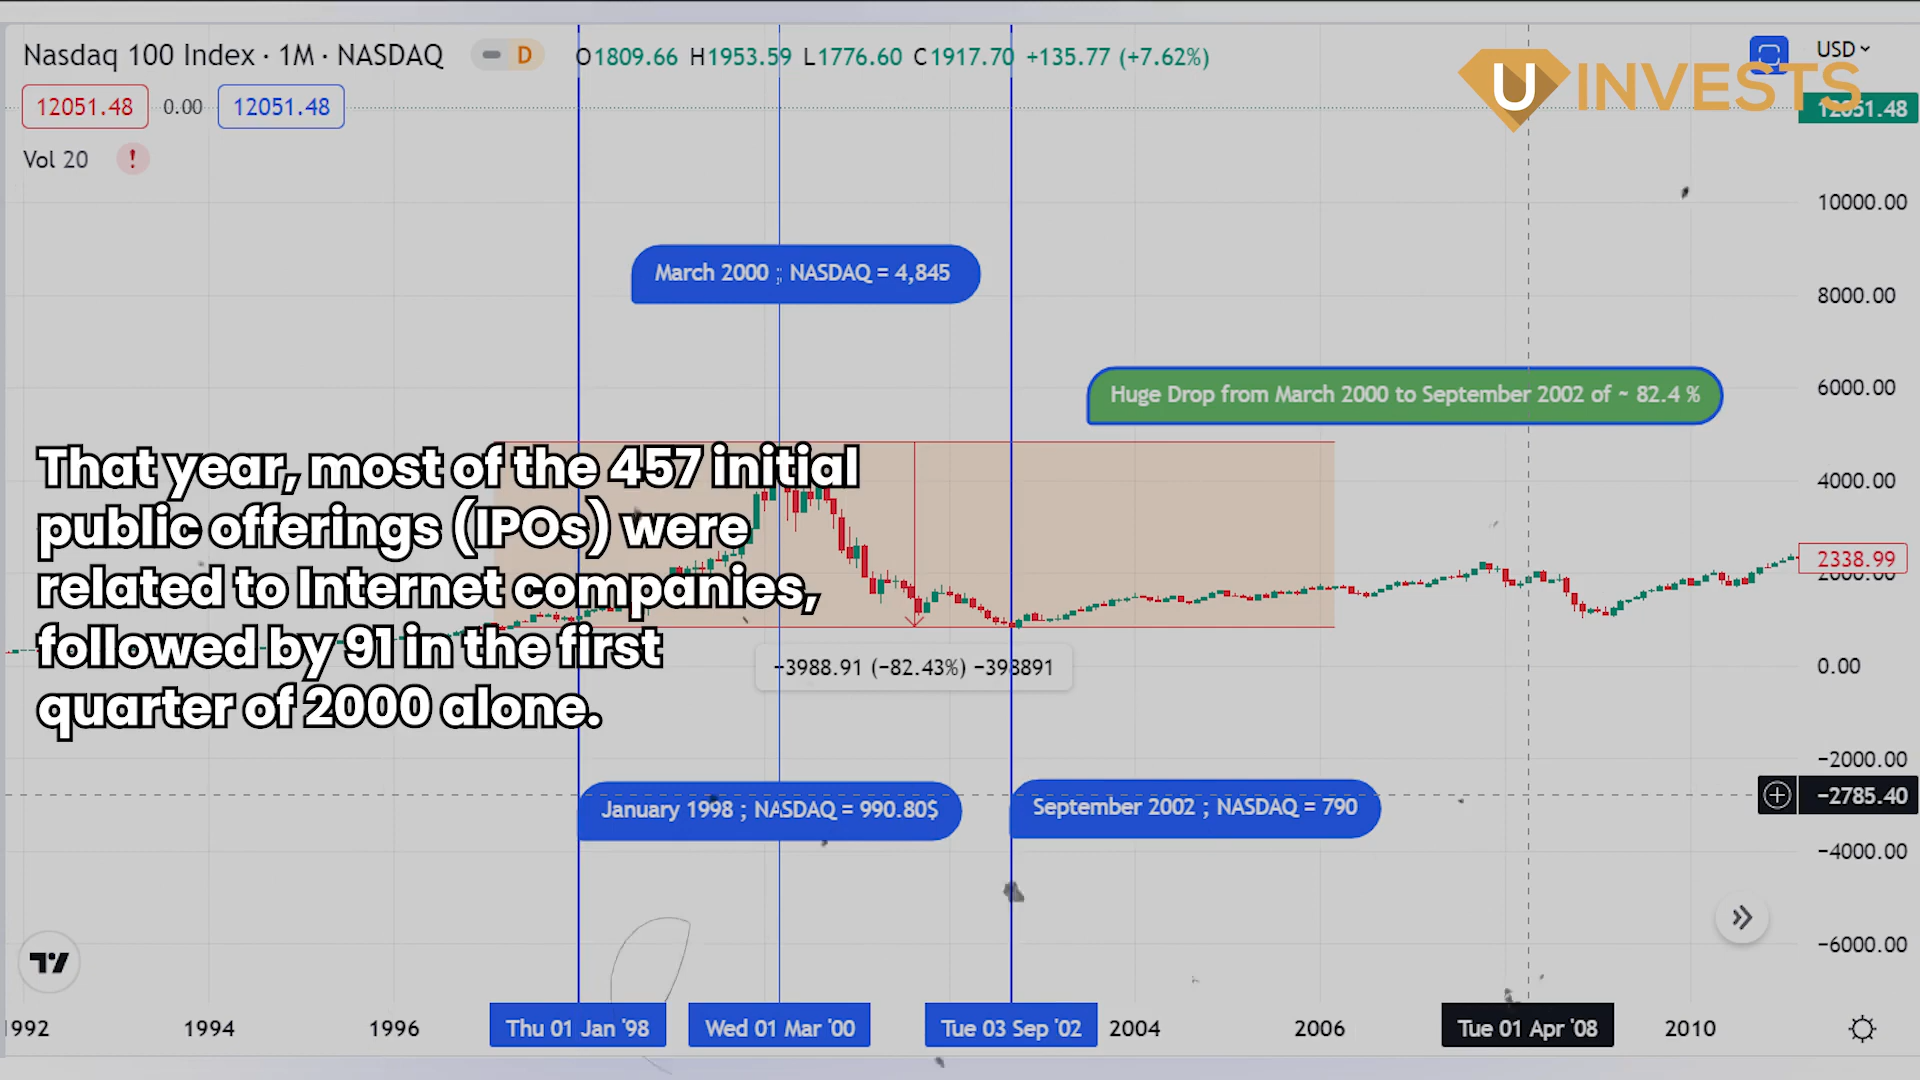 Nasdaq 100 Index · 1M · NASDAQ
D
O1809.66 H1953.59 L1776.60 C1917.70 +135.77 (+7.62%)
USD
U INVESTS
12051.48 0.00 12051.48
12051.48
Vol 20 !
10000.00
March 2000 ; NASDAQ = 4,845
8000.00
6000.00
Huge Drop from March 2000 to September 2002 of ~ 82.4 %
That year, most of the 457 initial
public offerings (IPOs) were
related to Internet companies,
followed by 91 in the first
quarter of 2000 alone.
4000.00
2338.99
2000.00
−3988.91 (−82.43%) −398891
0.00
−2000.00
−2785.40
January 1998 ; NASDAQ = 990.80$
September 2002 ; NASDAQ = 790
−4000.00
−6000.00
1992 1994 1996 Thu 01 Jan '98 Wed 01 Mar '00 Tue 03 Sep '02 2004 2006 Tue 01 Apr '08 2010